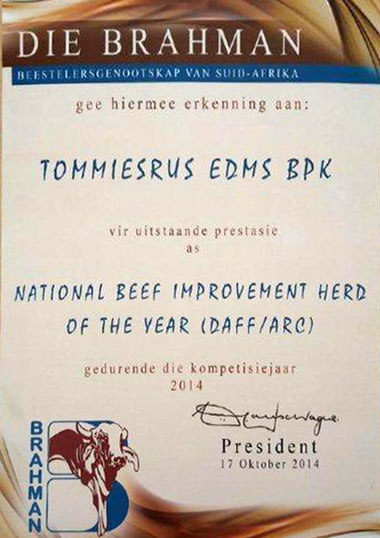 DIE BRAHMAN
BEESTELERSGENOOTSKAP VAN SUID-AFRIKA
gee hiermee erkenning aan:
TOMMIESRUS EDMS BPK
vir uitstaande prestasie
as
NATIONAL BEEF IMPROVEMENT HERD
OF THE YEAR (DAFF/ARC)
gedurende die kompetisiejaar
2014
President
17 Oktober 2014
BRAHMAN